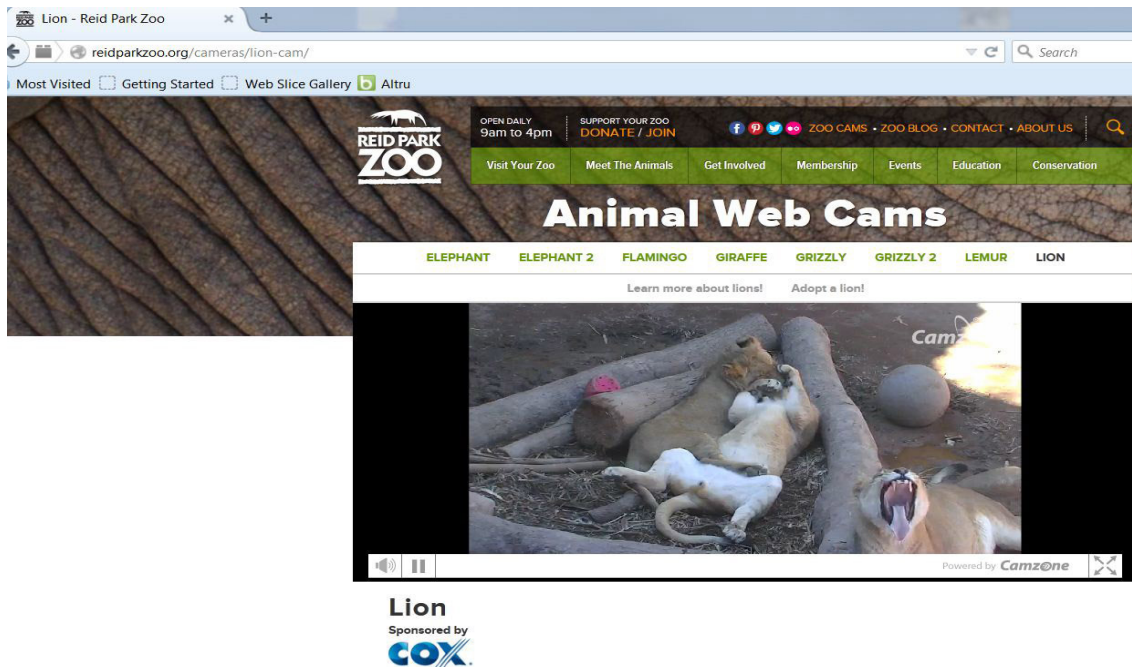 Lion - Reid Park Zoo × +
reidparkzoo.org/cameras/lion-cam/ Search
Most Visited Getting Started Web Slice Gallery b Altru
REID PARK
ZOO
OPEN DAILY
9am to 4pm
SUPPORT YOUR ZOO
DONATE / JOIN
ZOO CAMS • ZOO BLOG • CONTACT • ABOUT US
Visit Your Zoo Meet The Animals Get Involved Membership Events Education Conservation
Animal Web Cams
ELEPHANT ELEPHANT 2 FLAMINGO GIRAFFE GRIZZLY GRIZZLY 2 LEMUR LION
Learn more about lions! Adopt a lion!
Powered by Camzone
Lion
Sponsored by
COX.